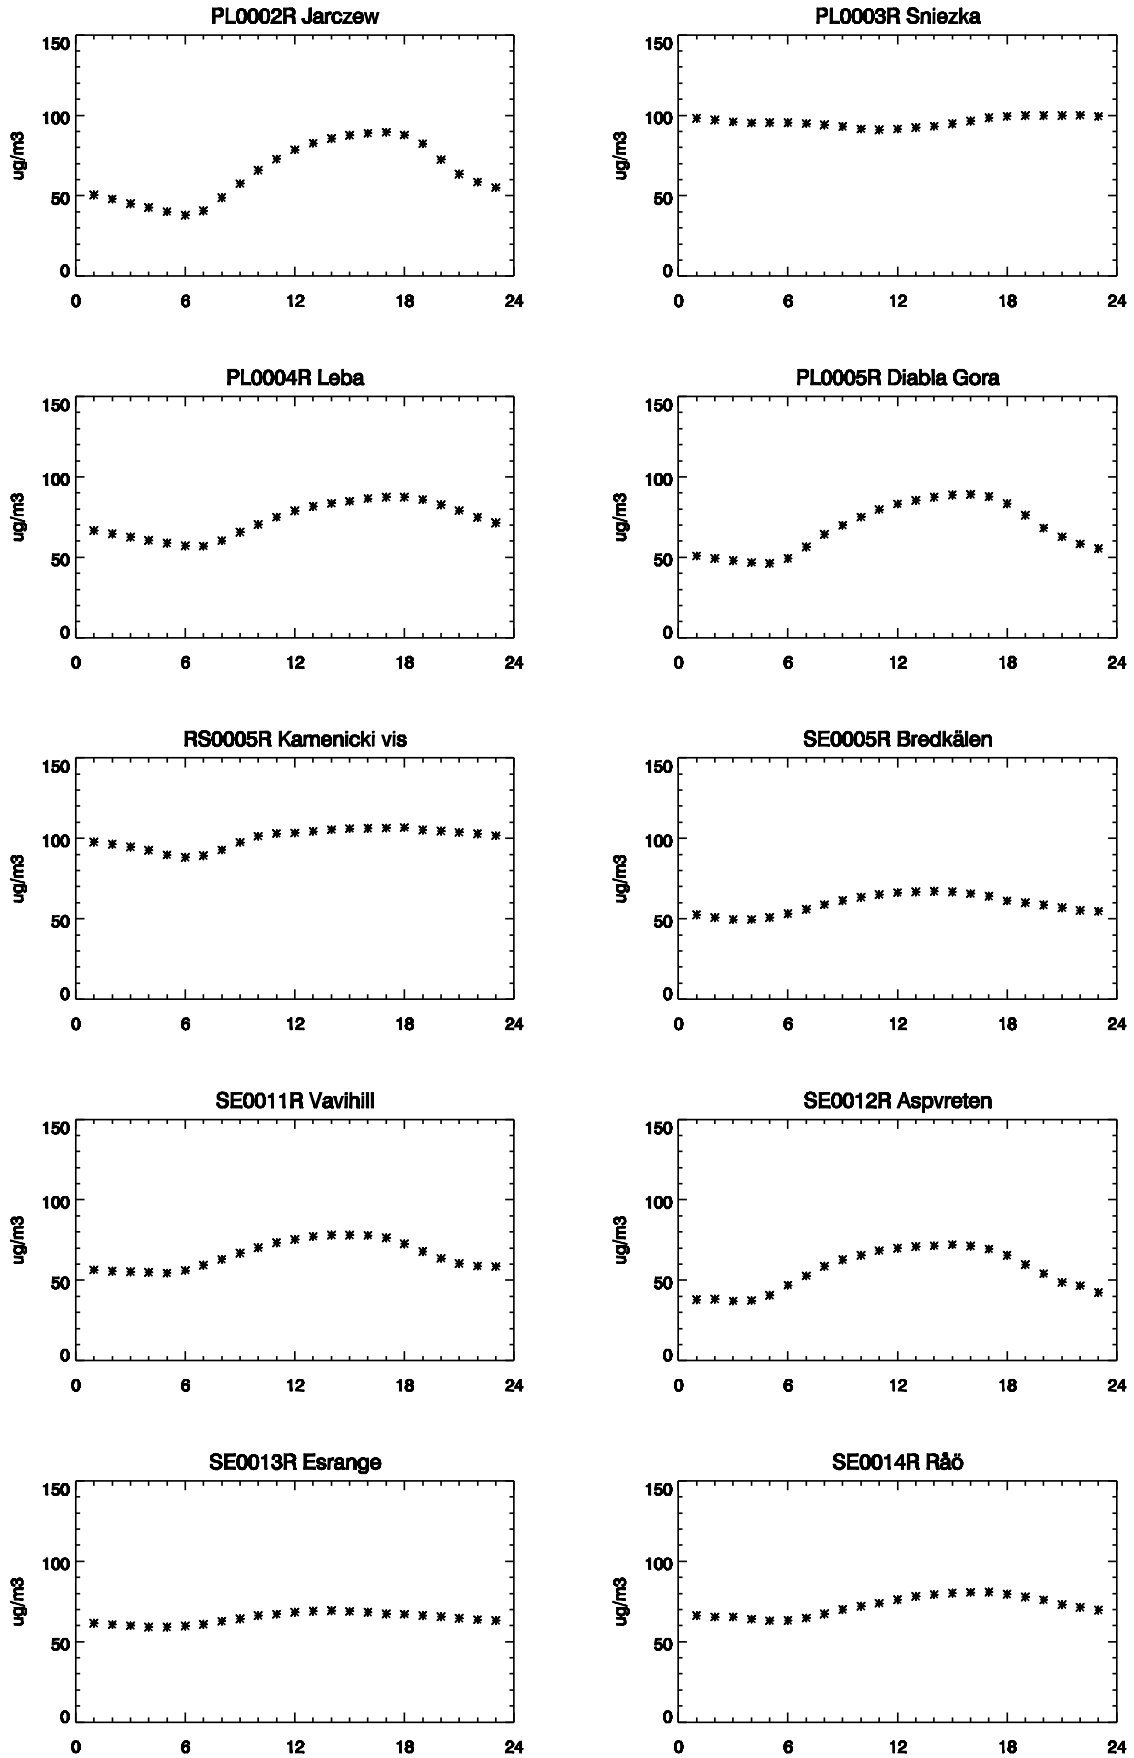 PL0002R Jarczew
150
100
50
0
ug/m3
0 6 12 18 24
PL0003R Sniezka
150
100
50
0
ug/m3
0 6 12 18 24
PL0004R Leba
150
100
50
0
ug/m3
0 6 12 18 24
PL0005R Diabla Gora
150
100
50
0
ug/m3
0 6 12 18 24
RS0005R Kamenicki vis
150
100
50
0
ug/m3
0 6 12 18 24
SE0005R Bredkälen
150
100
50
0
ug/m3
0 6 12 18 24
SE0011R Vavihill
150
100
50
0
ug/m3
0 6 12 18 24
SE0012R Aspvreten
150
100
50
0
ug/m3
0 6 12 18 24
SE0013R Esrange
150
100
50
0
ug/m3
0 6 12 18 24
SE0014R Råö
150
100
50
0
ug/m3
0 6 12 18 24